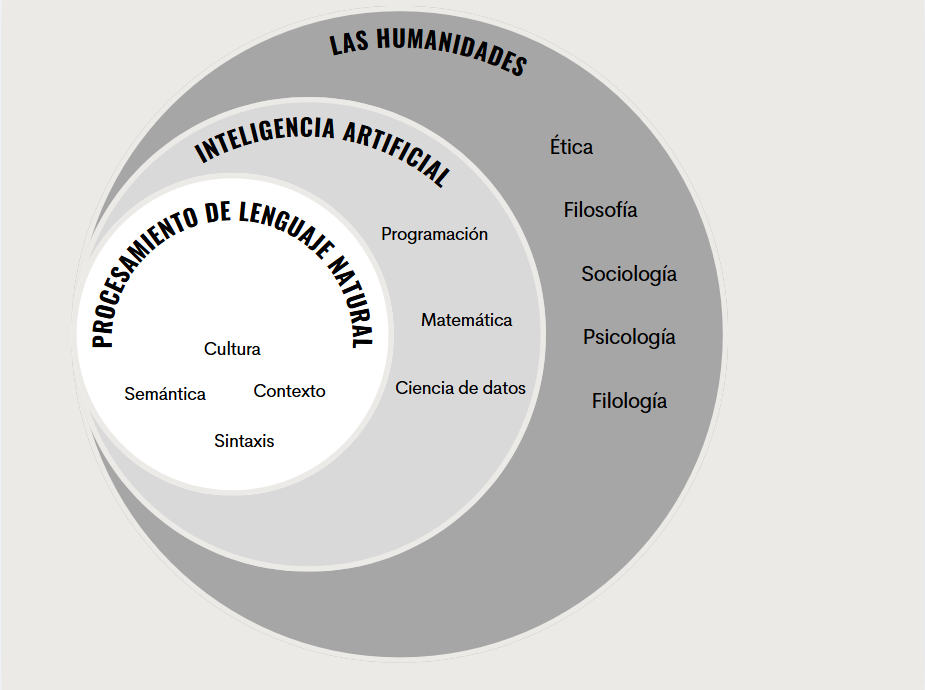 LAS HUMANIDADES
INTELIGENCIA ARTIFICIAL
PROCESAMIENTO DE LENGUAJE NATURAL
Cultura
Semántica
Contexto
Sintaxis
Programación
Matemática
Ciencia de datos
Ética
Filosofía
Sociología
Psicología
Filología